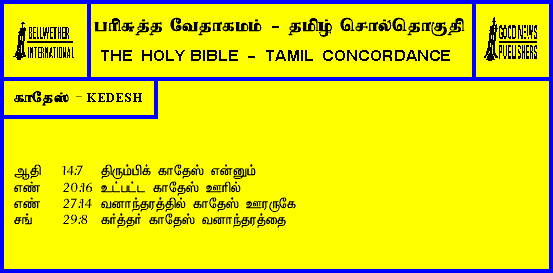 BELLWETHER
INTERNATIONAL
பரிசுத்த வேதாகமம் - தமிழ் சொல்தொகுதி
THE HOLY BIBLE - TAMIL CONCORDANCE
GOOD NEWS
PUBLISHERS
காதேஸ் - KEDESH
ஆதி 14:7 திரும்பிக் காதேஸ் என்னும்
எண் 20:16 உட்பட்ட காதேஸ் ஊரில்
எண் 27:14 வனாந்தரத்தில் காதேஸ் ஊரருகே
சங் 29:8 கர்த்தர் காதேஸ் வனாந்தரத்தை